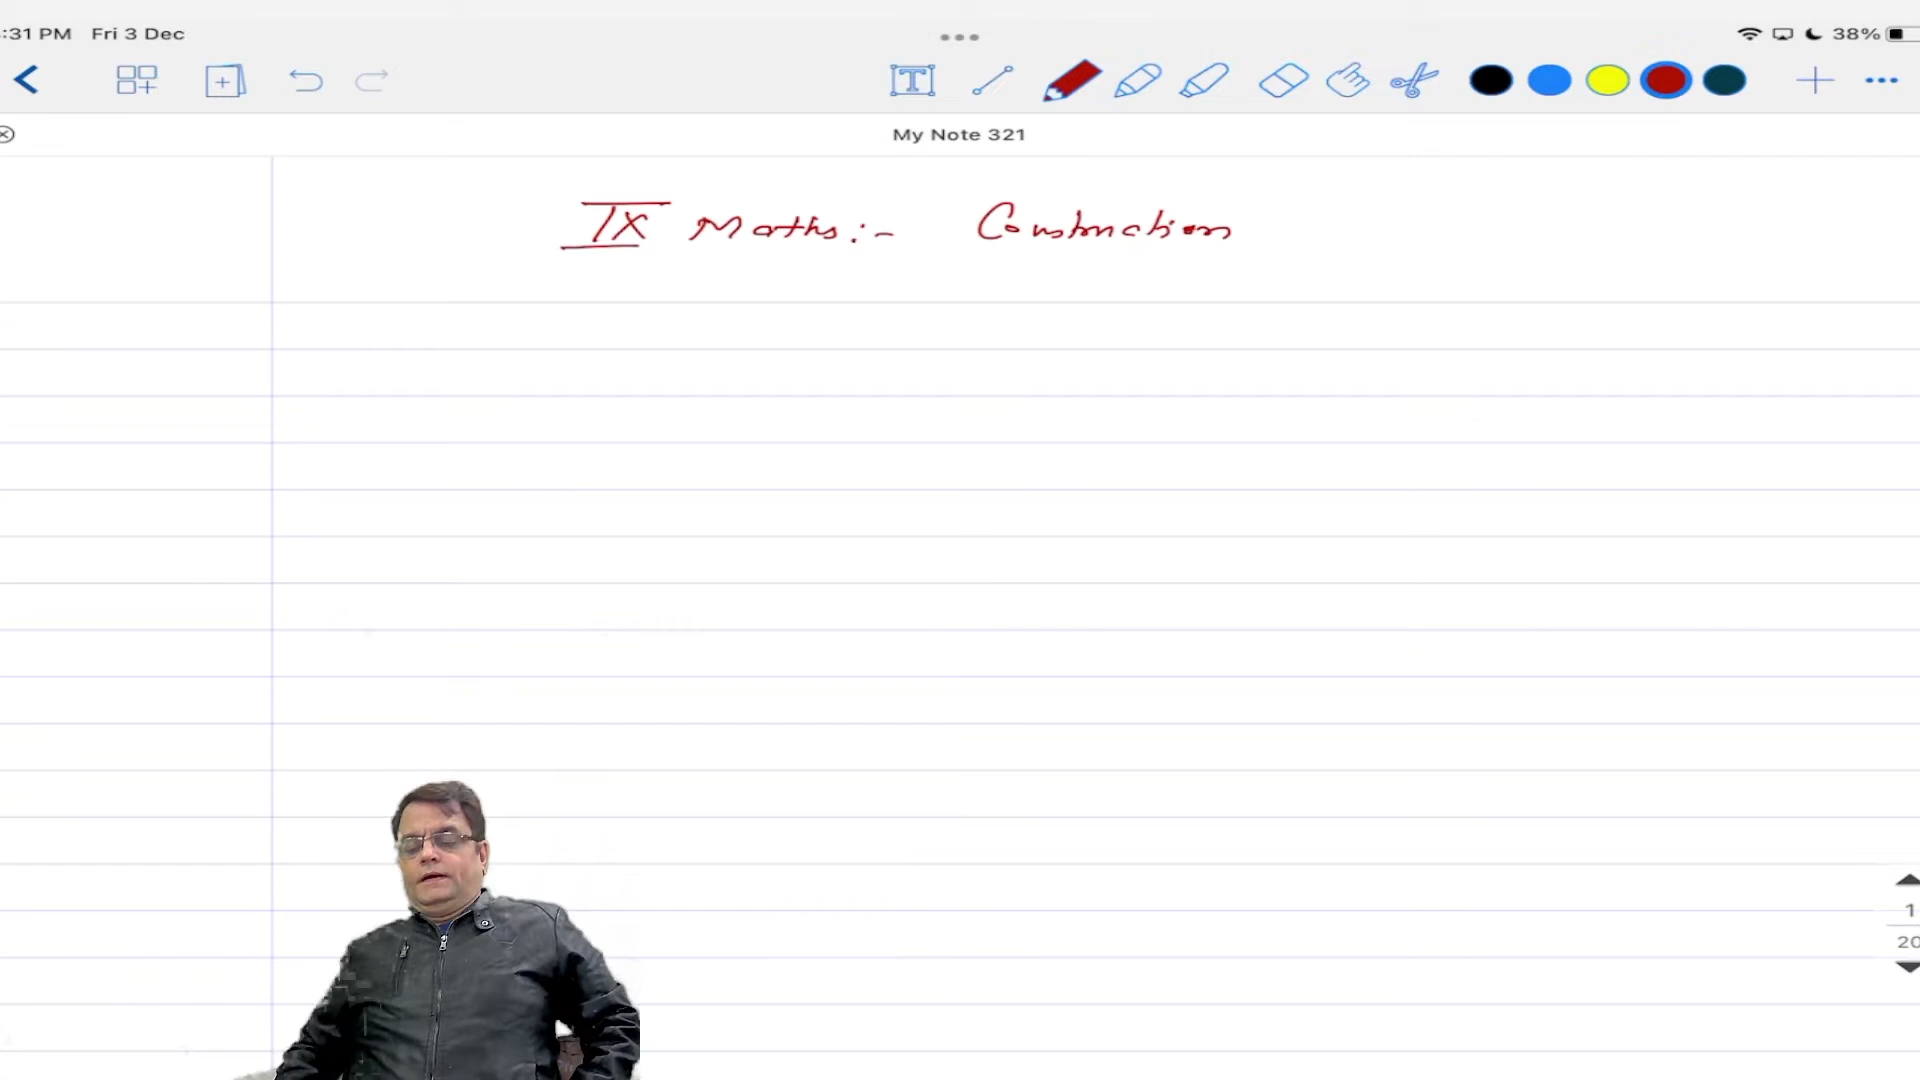 :31 PM Fri 3 Dec
38%
T
My Note 321
IX Maths:- Construction
1
20